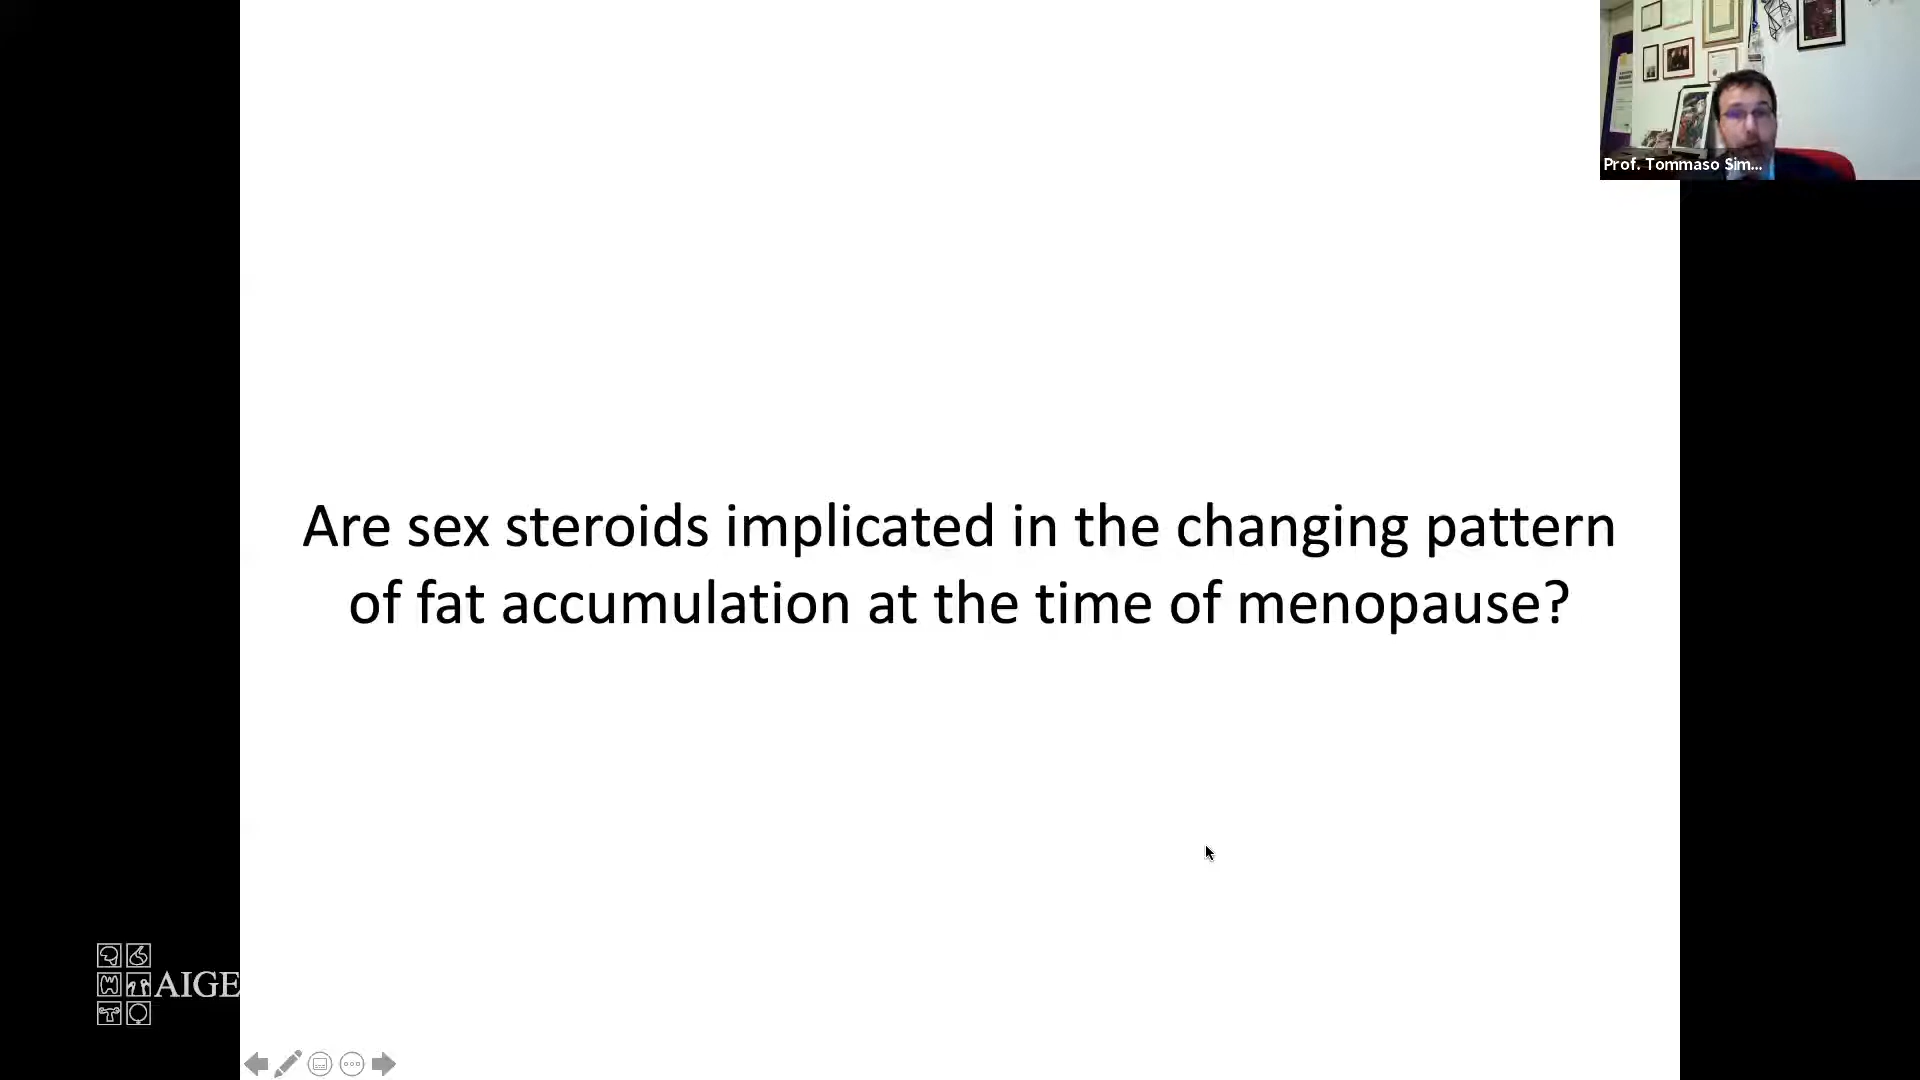 Prof. Tommaso Sim...
Are sex steroids implicated in the changing pattern
of fat accumulation at the time of menopause?
AIGE